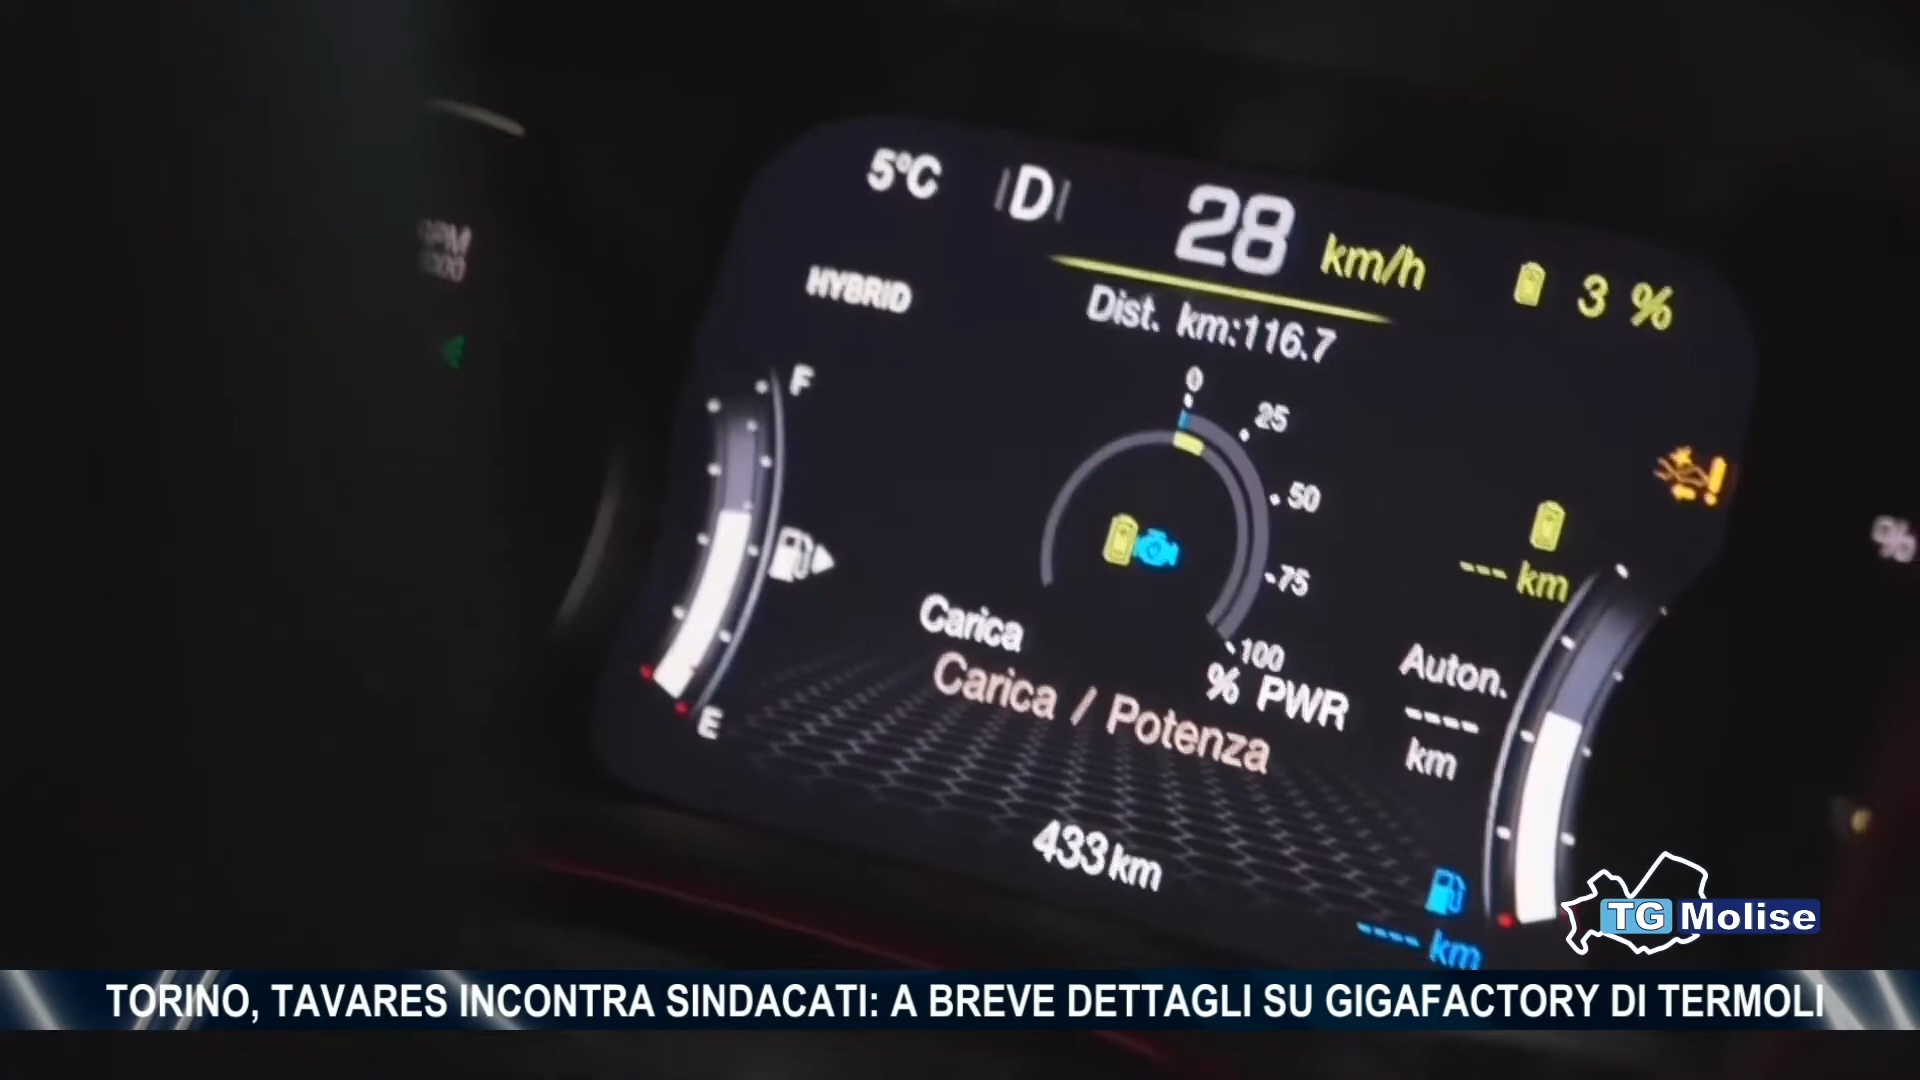 5°C
D
28 km/h
3 %
HYBRID
Dist. km:116.7
F
0
25
50
75
100
% PWR
--- km
Carica
Carica / Potenza
Auton.
----
km
E
433 km
---- km
%
TG Molise
TORINO, TAVARES INCONTRA SINDACATI: A BREVE DETTAGLI SU GIGAFACTORY DI TERMOLI